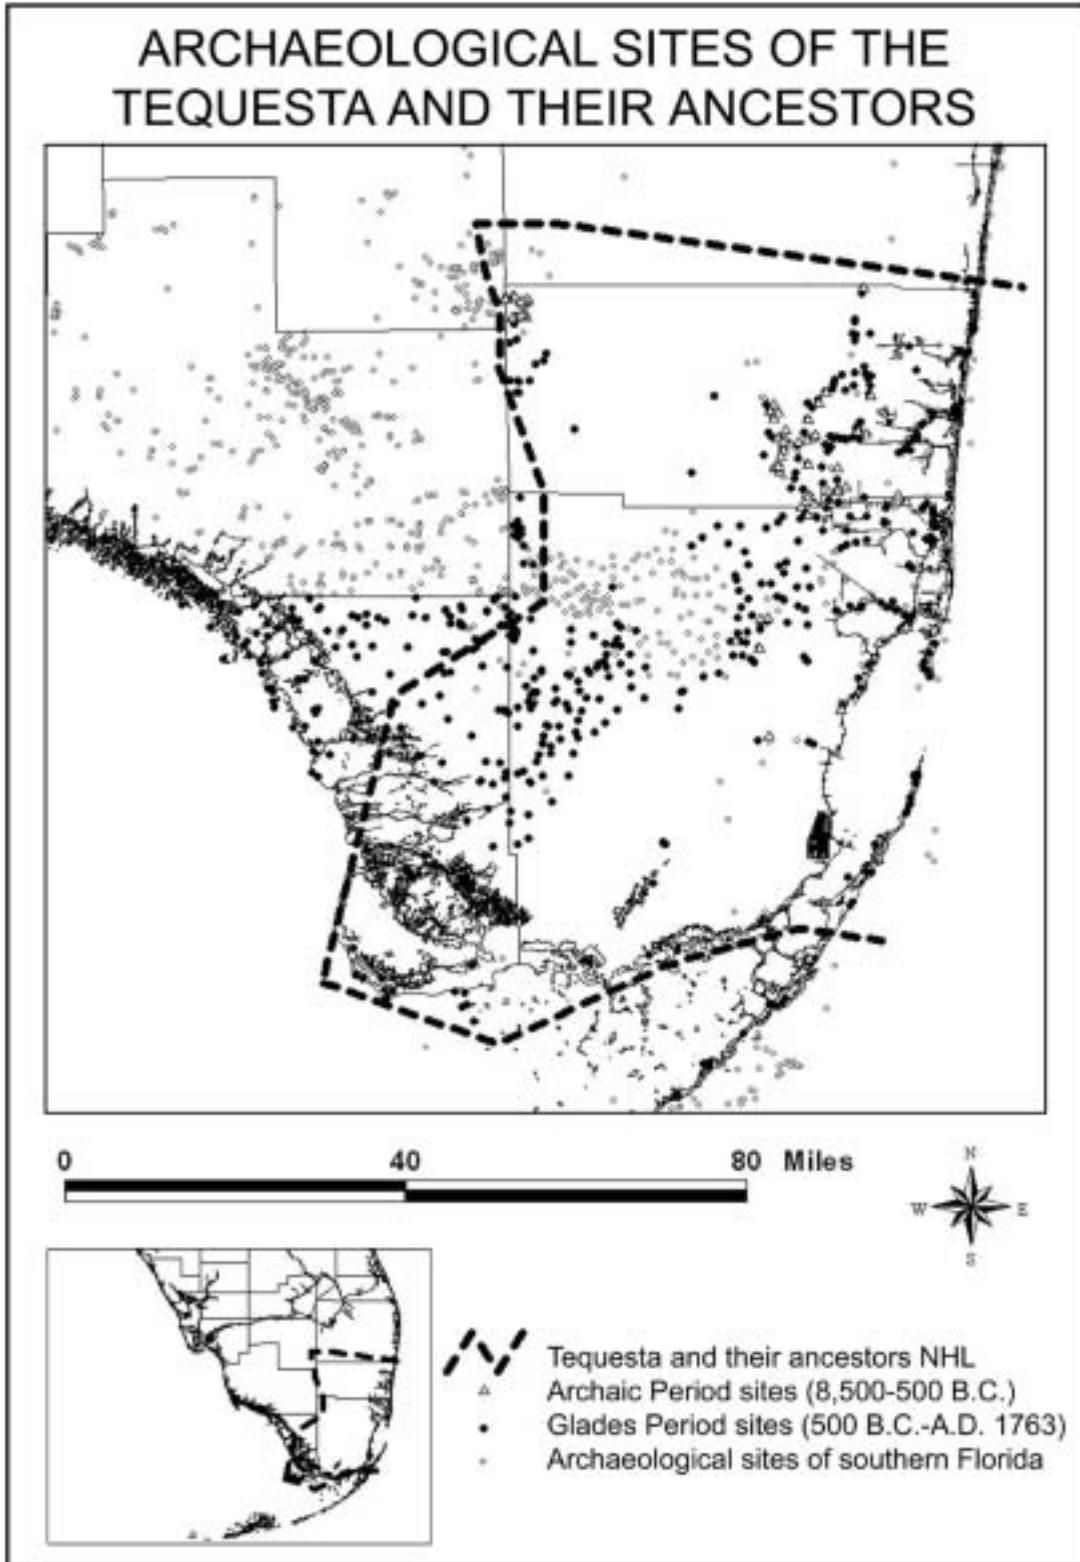 ARCHAEOLOGICAL SITES OF THE
TEQUESTA AND THEIR ANCESTORS
0 40 80 Miles
N
W E
S
Tequesta and their ancestors NHL
Archaic Period sites (8,500-500 B.C.)
Glades Period sites (500 B.C.-A.D. 1763)
Archaeological sites of southern Florida